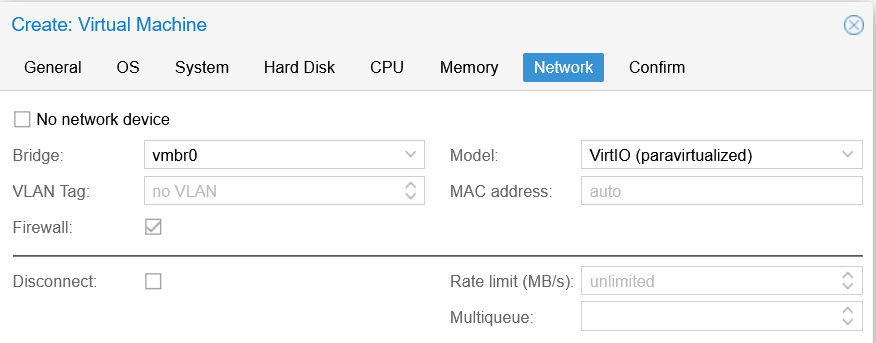 Create: Virtual Machine
General OS System Hard Disk CPU Memory Network Confirm
No network device
Bridge: vmbr0 Model: VirtIO (paravirtualized)
VLAN Tag: no VLAN MAC address: auto
Firewall:
Disconnect: Rate limit (MB/s): unlimited
Multiqueue: